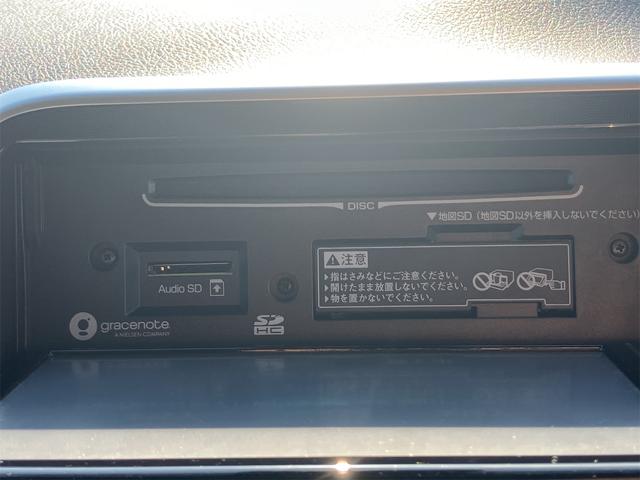 DISC
▼地図SD(地図SD以外を挿入しないでください)
Audio SD
注意
▶指はさみなどにご注意ください。
▶開けたまま放置しないでください。
▶物を置かないでください。
gracenote.
A NIELSEN COMPANY
SD
HC